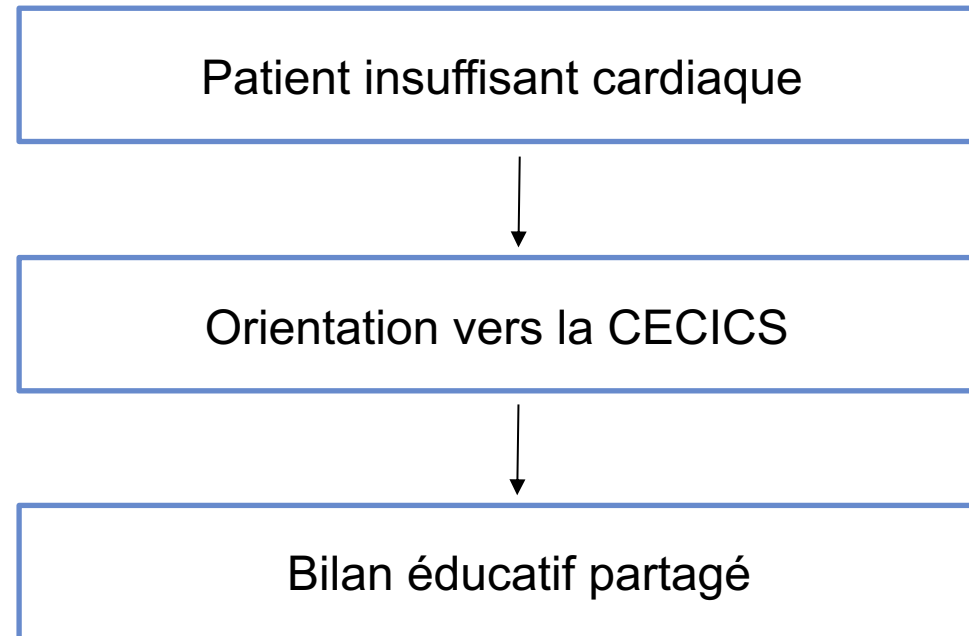 Patient insuffisant cardiaque
Orientation vers la CECICS
Bilan éducatif partagé